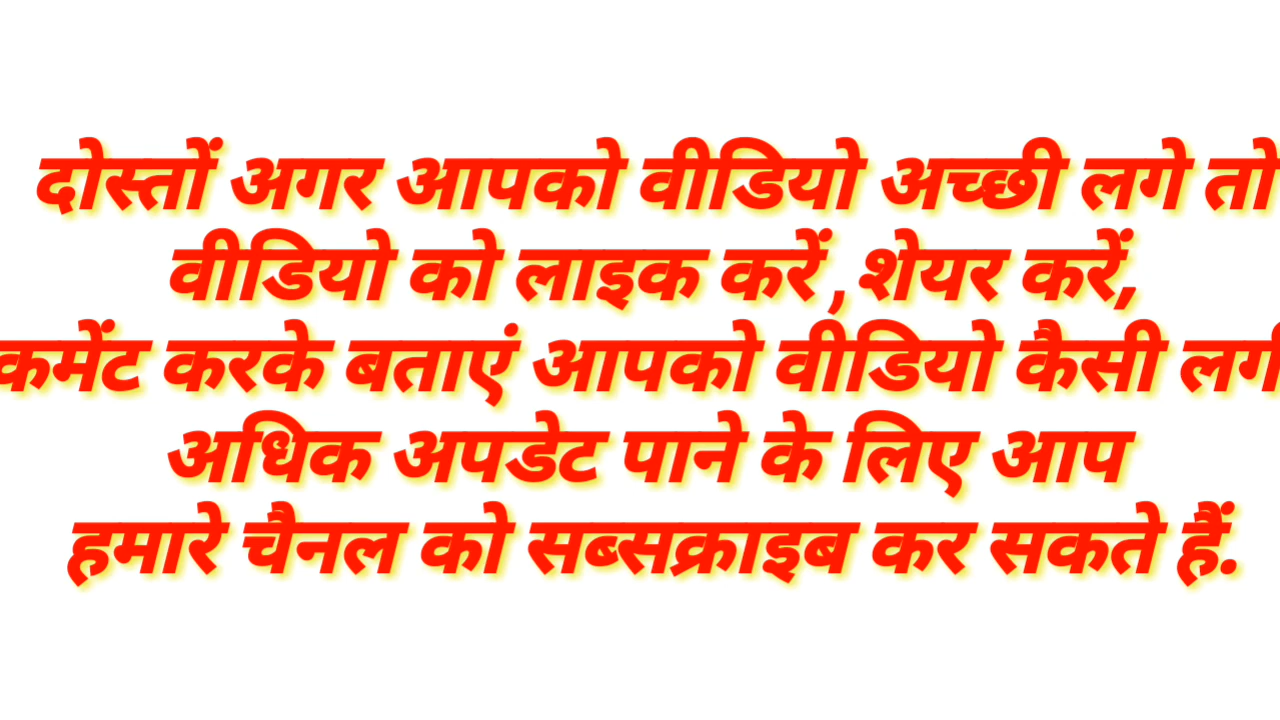 दोस्तों अगर आपको वीडियो अच्छी लगे तो
वीडियो को लाइक करें ,शेयर करें,
कमेंट करके बताएं आपको वीडियो कैसी लगी
अधिक अपडेट पाने के लिए आप
हमारे चैनल को सब्सक्राइब कर सकते हैं.